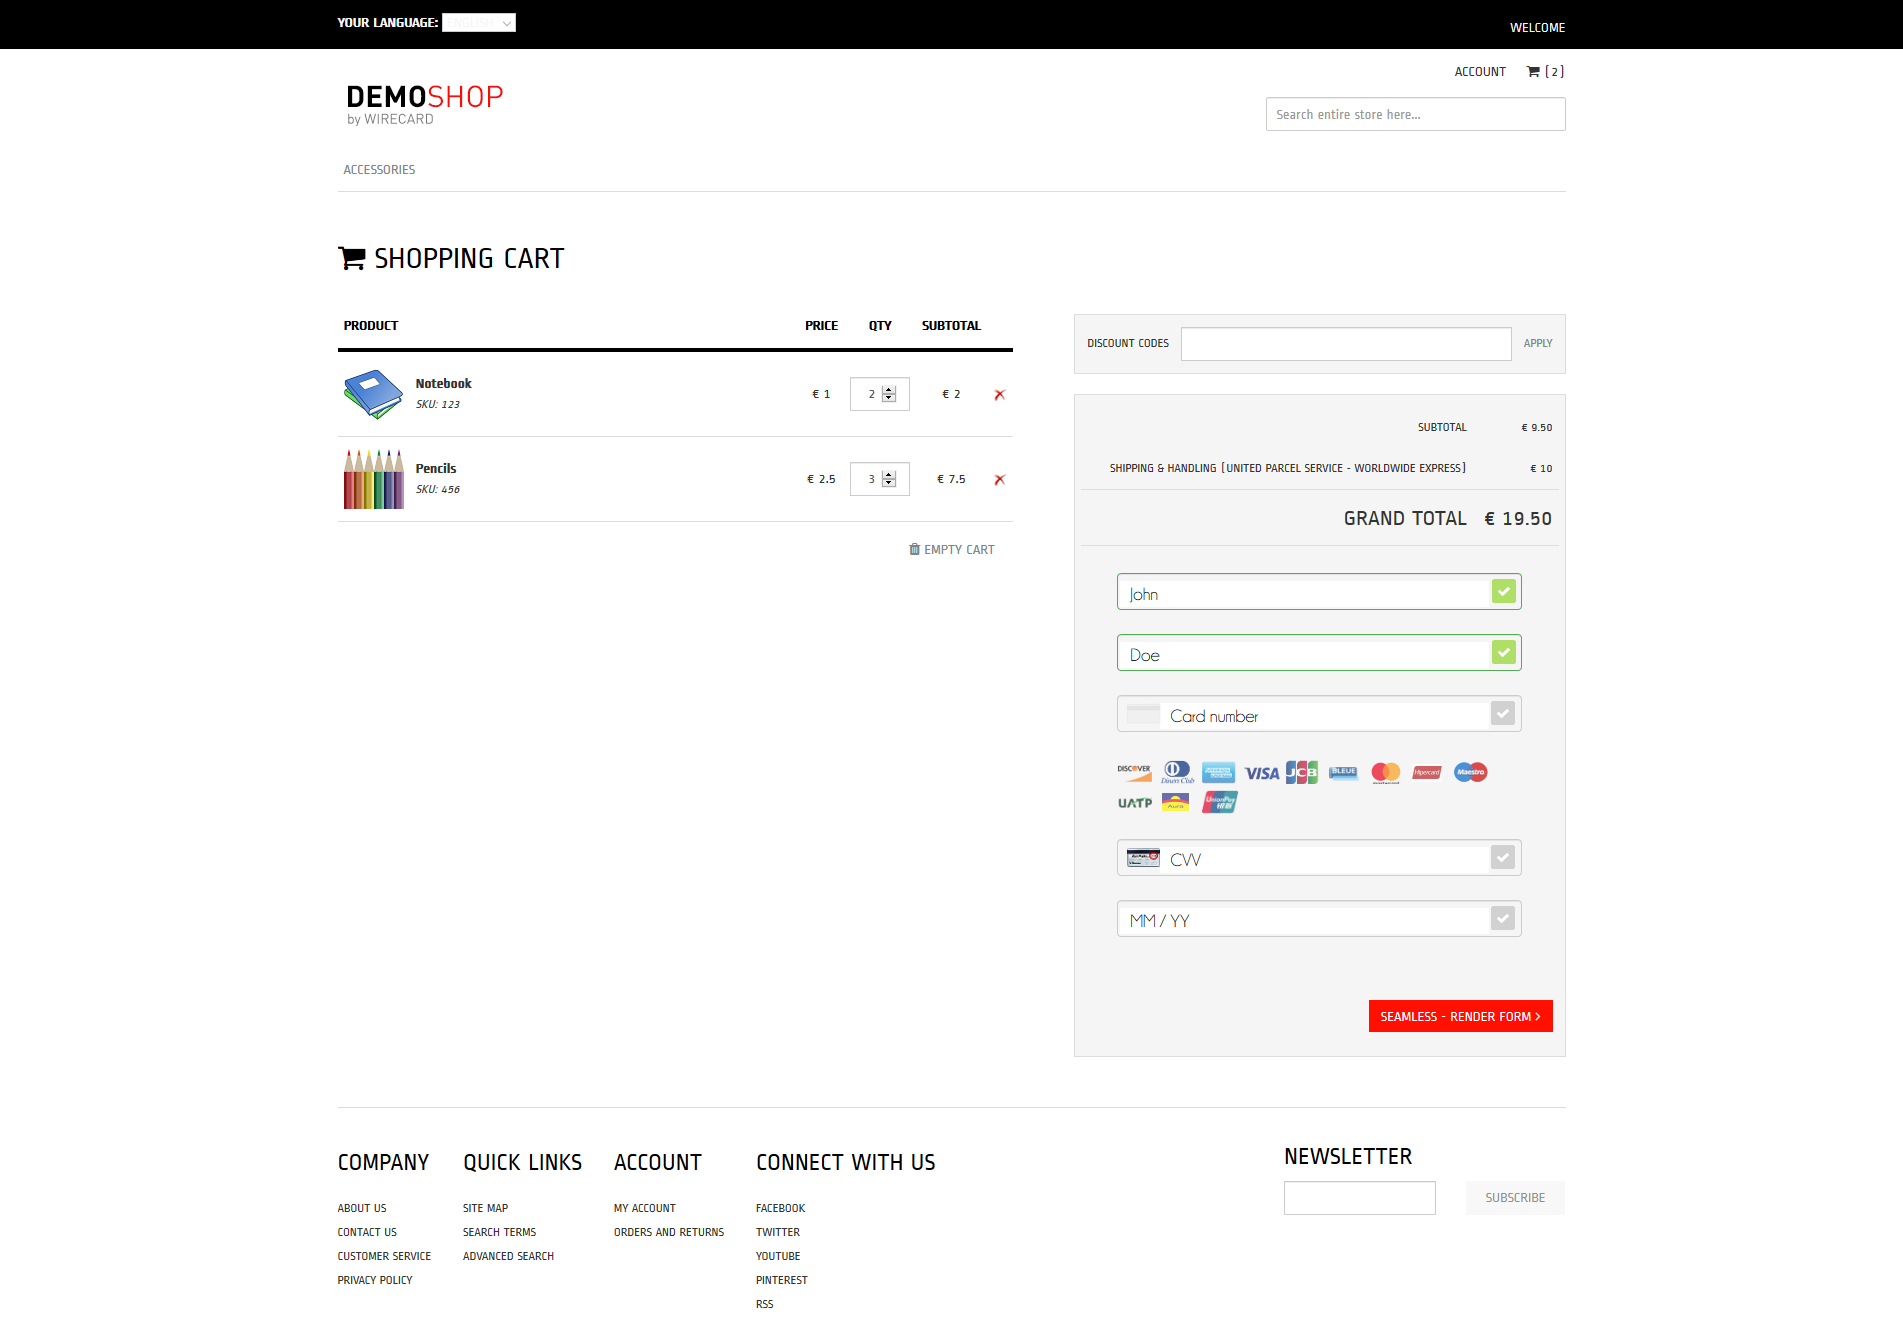 YOUR LANGUAGE: ENGLISH
WELCOME
ACCOUNT (2)
DEMOSHOP
by WIRECARD
Search entire store here...
ACCESSORIES
SHOPPING CART
PRODUCT PRICE QTY SUBTOTAL
Notebook
SKU: 123
€ 1 2 € 2
Pencils
SKU: 456
€ 2.5 3 € 7.5
EMPTY CART
DISCOUNT CODES APPLY
SUBTOTAL € 9.50
SHIPPING & HANDLING (UNITED PARCEL SERVICE - WORLDWIDE EXPRESS) € 10
GRAND TOTAL € 19.50
John
Doe
Card number
DISCOVER Diners Club VISA JCB BLEUE Hipercard Maestro
UATP Aura UnionPay
CVV
MM / YY
SEAMLESS - RENDER FORM >
COMPANY
ABOUT US
CONTACT US
CUSTOMER SERVICE
PRIVACY POLICY
QUICK LINKS
SITE MAP
SEARCH TERMS
ADVANCED SEARCH
ACCOUNT
MY ACCOUNT
ORDERS AND RETURNS
CONNECT WITH US
FACEBOOK
TWITTER
YOUTUBE
PINTEREST
RSS
NEWSLETTER
SUBSCRIBE